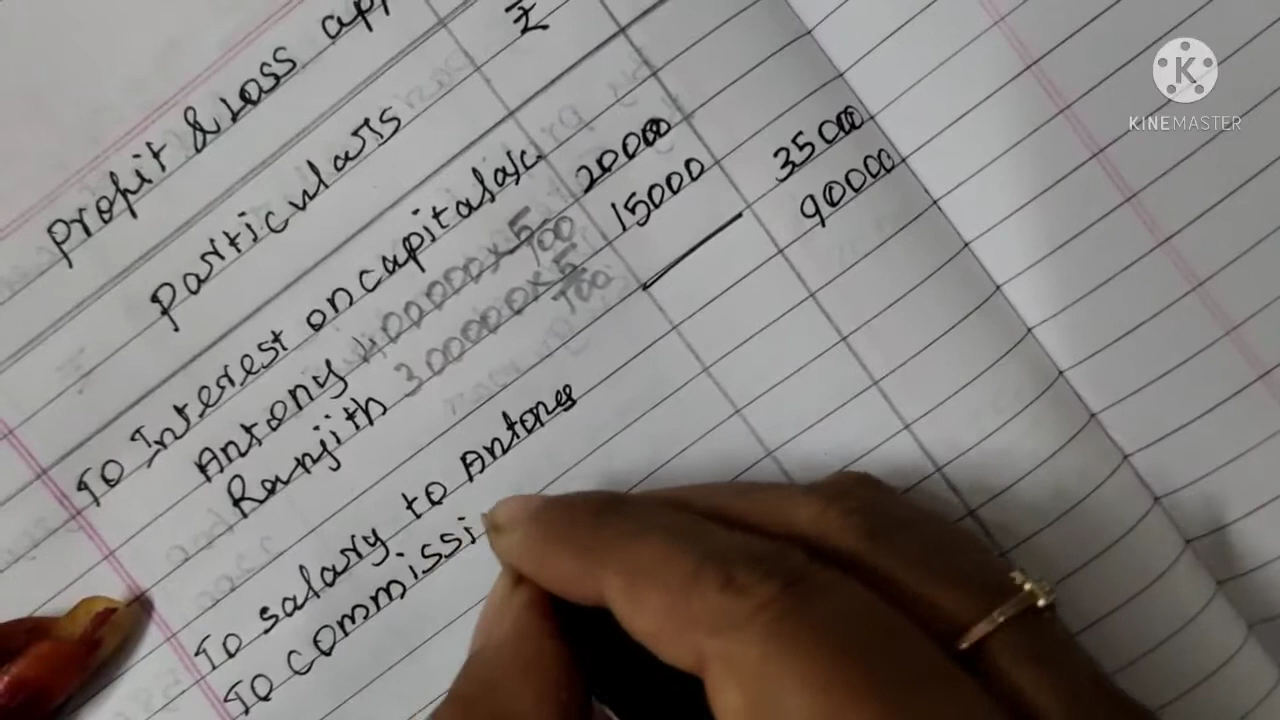 Profit & Loss app
₹
Particulars
To Interest on capital a/c
Antony 400000 × 5/100 20000
Ranjith 300000 × 5/100 15000 35000
To salary to Antony 90000
To commissi
KINEMASTER